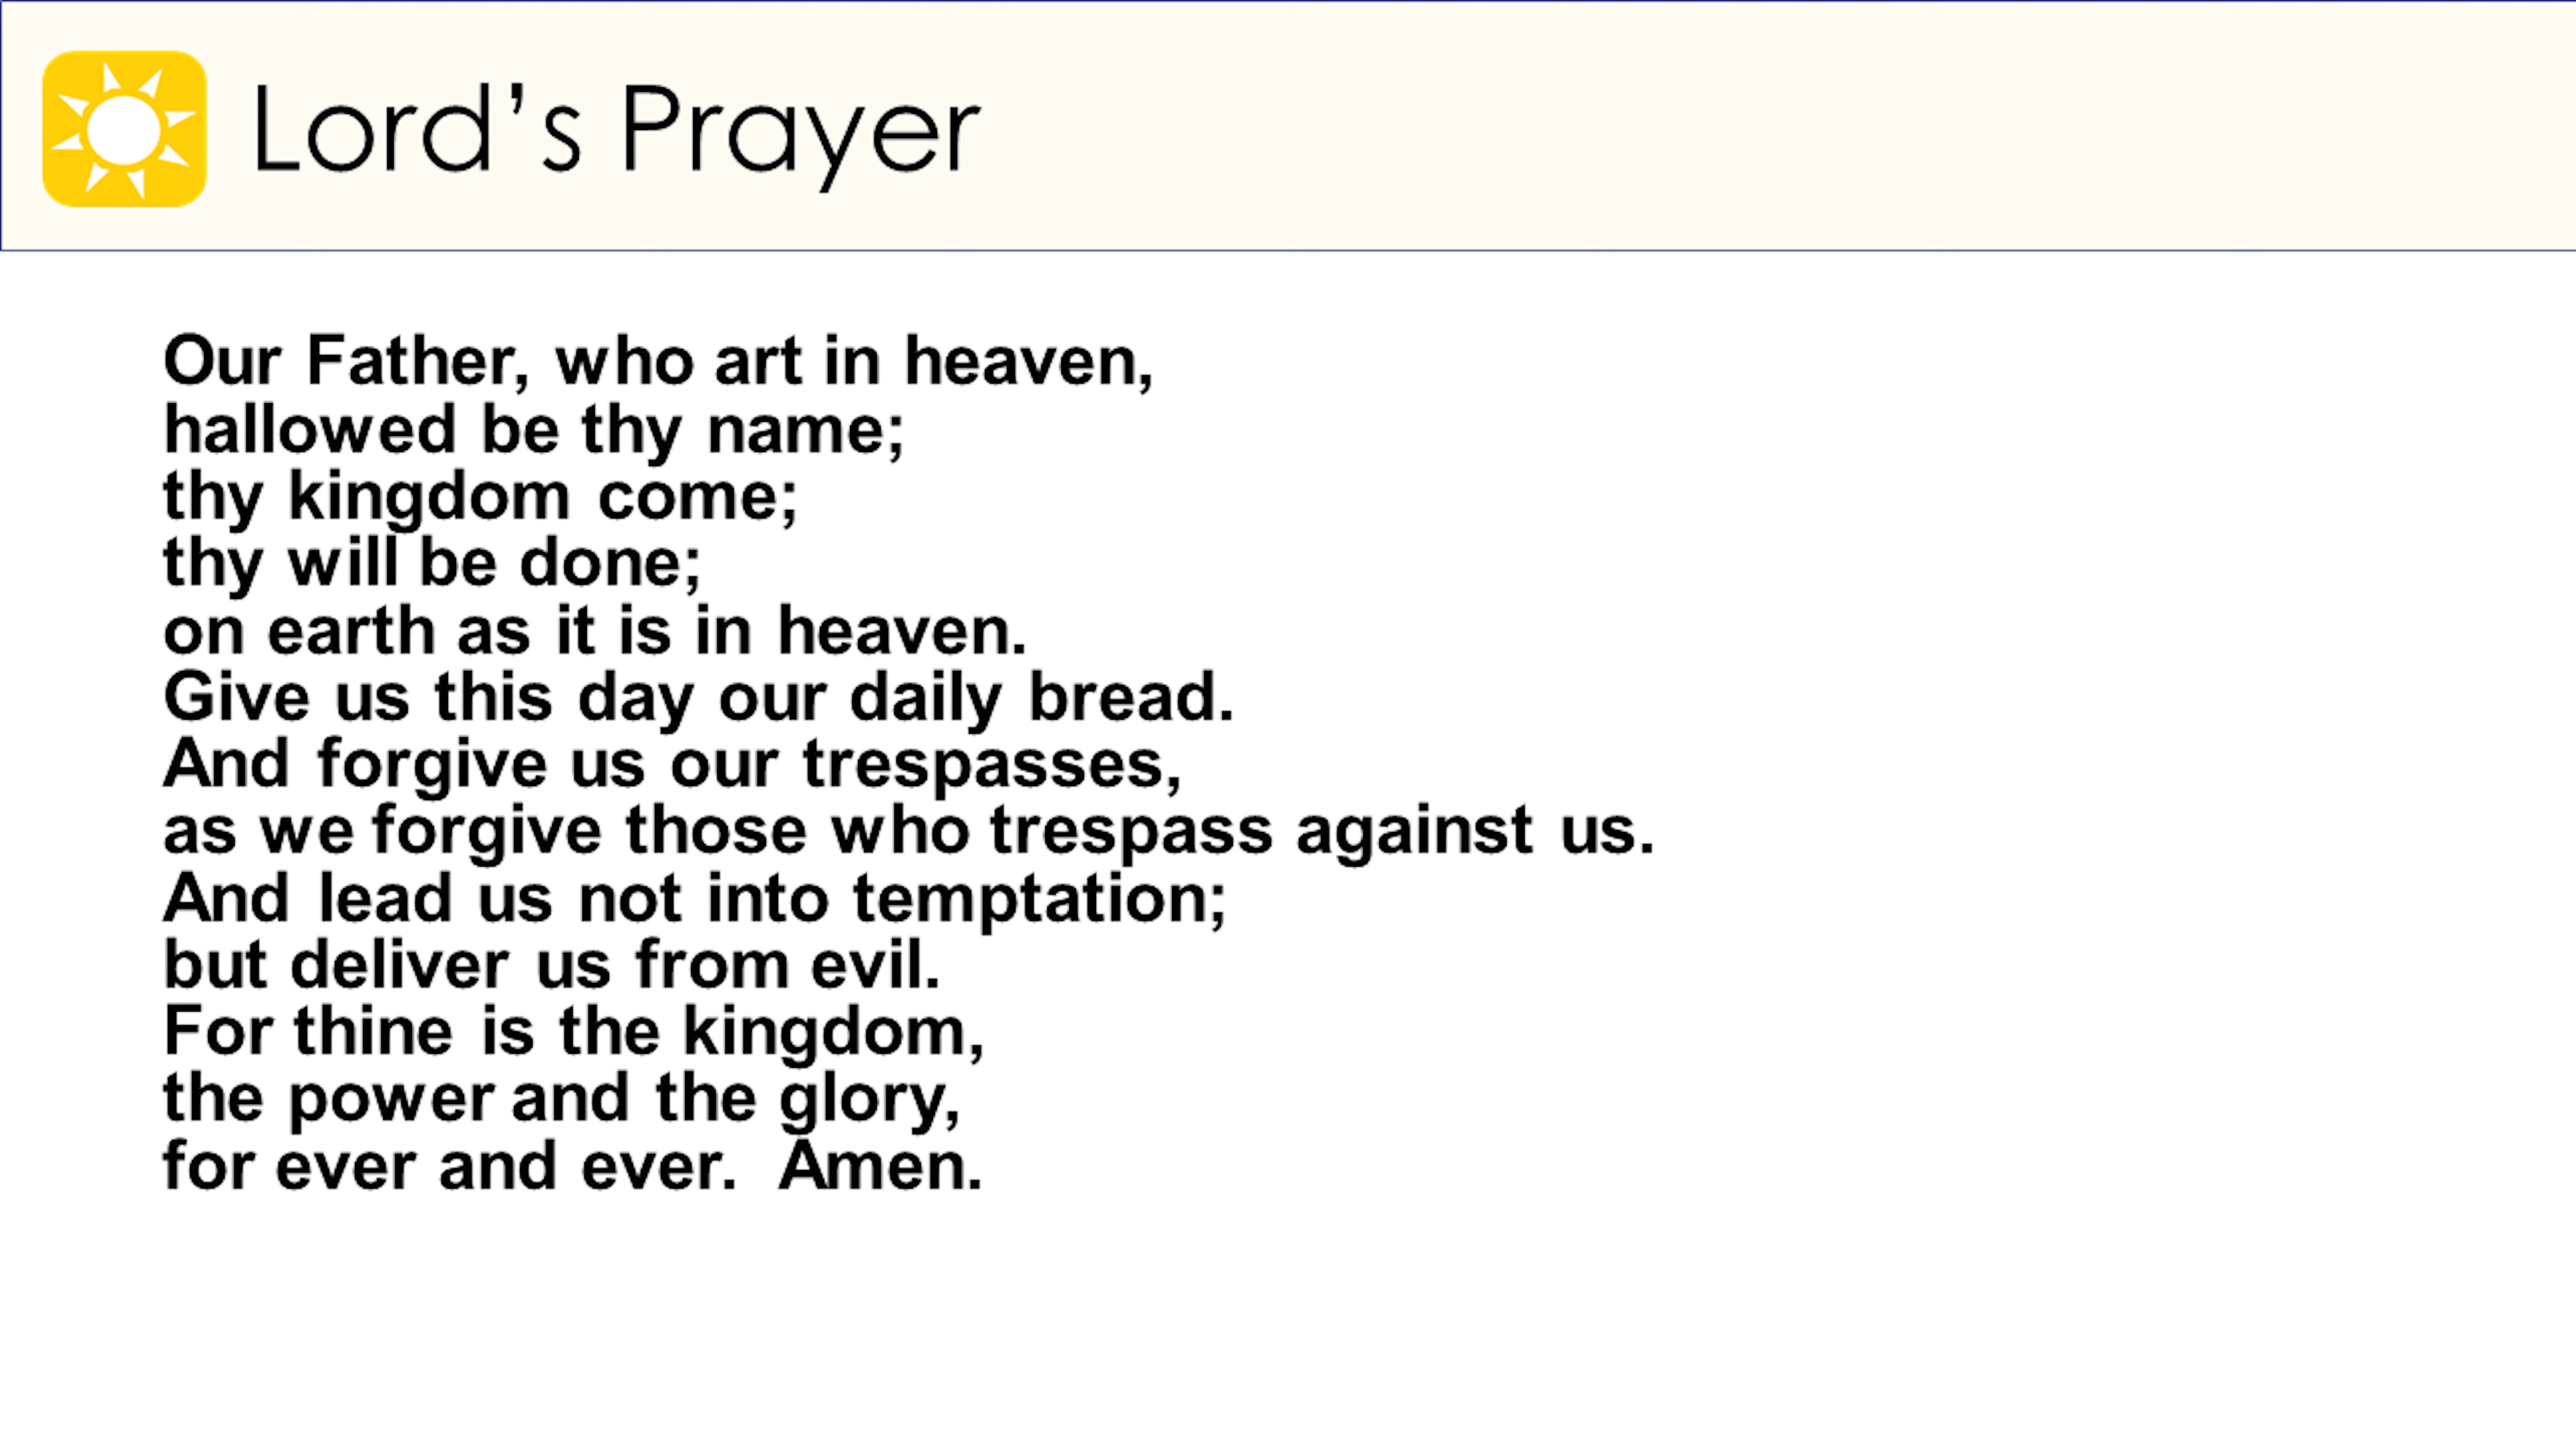 Lord’s Prayer
Our Father, who art in heaven,
hallowed be thy name;
thy kingdom come;
thy will be done;
on earth as it is in heaven.
Give us this day our daily bread.
And forgive us our trespasses,
as we forgive those who trespass against us.
And lead us not into temptation;
but deliver us from evil.
For thine is the kingdom,
the power and the glory,
for ever and ever.  Amen.